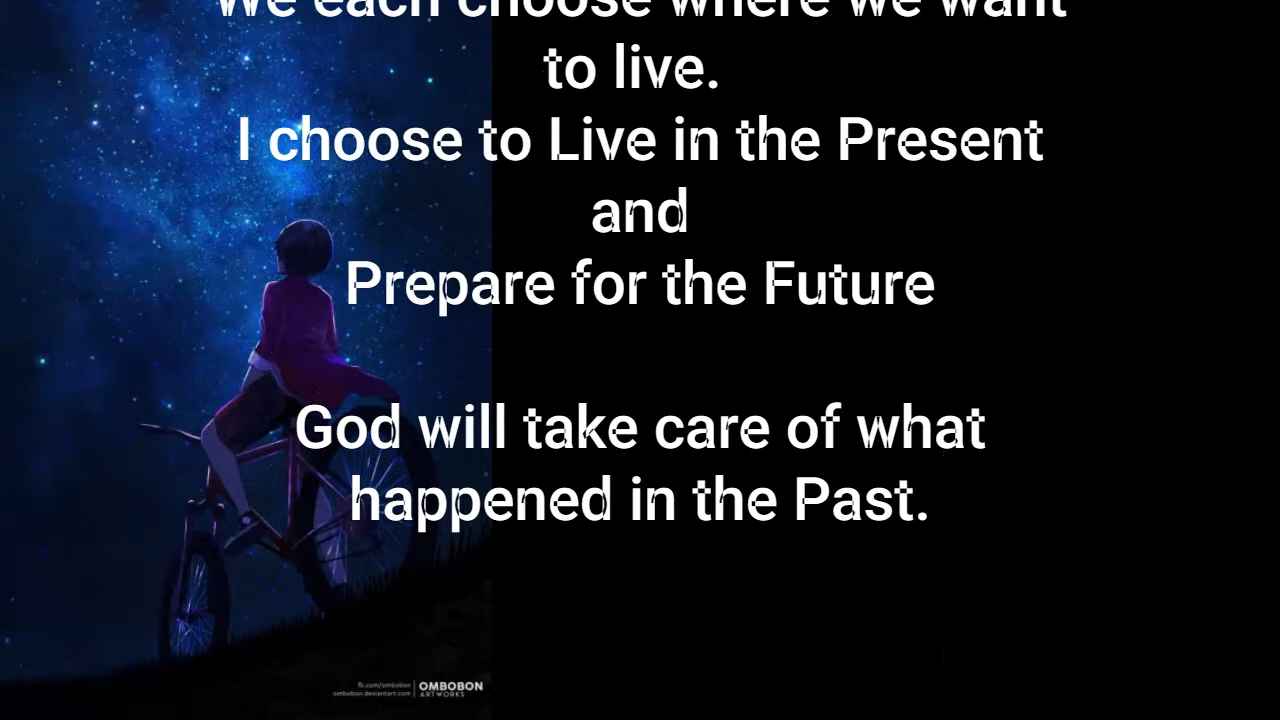 We each choose where we want
to live.
I choose to Live in the Present
and
Prepare for the Future
God will take care of what
happened in the Past.
fb.com/ombobon
ombobon.deviantart.com
OMBOBON
ARTWORKS